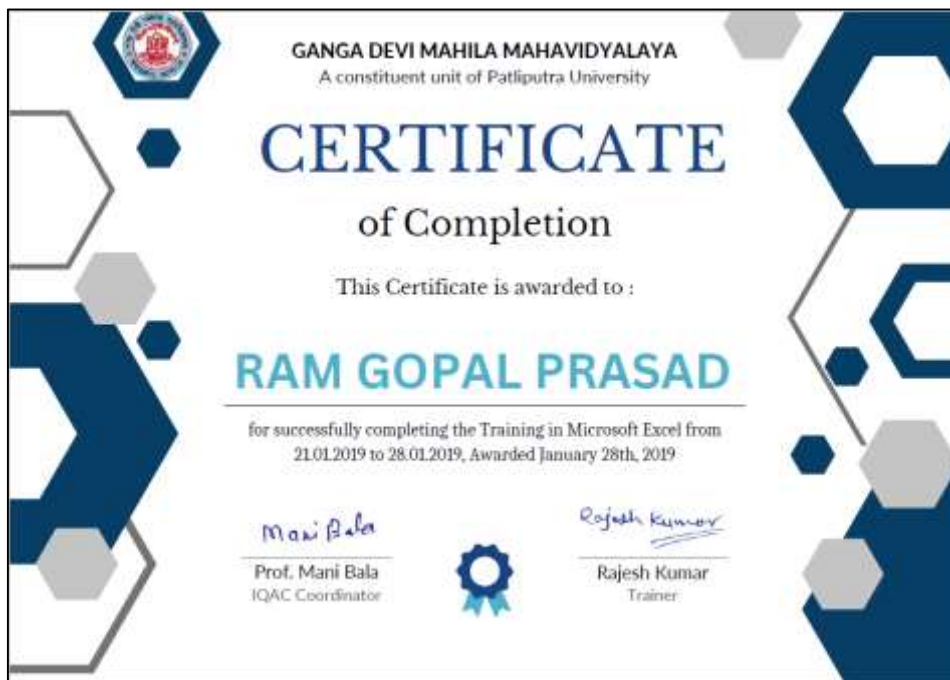 GANGA DEVI MAHILA MAHAVIDYALAYA
A constituent unit of Patliputra University
CERTIFICATE
of Completion
This Certificate is awarded to :
RAM GOPAL PRASAD
for successfully completing the Training in Microsoft Excel from
21.01.2019 to 28.01.2019, Awarded January 28th, 2019
Mani Bala
Rajesh Kumar
Prof. Mani Bala
Rajesh Kumar
IQAC Coordinator
Trainer